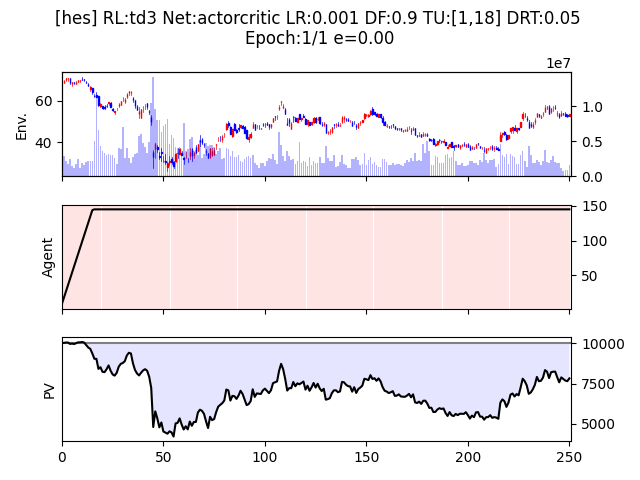 [hes] RL:td3 Net:actorcritic LR:0.001 DF:0.9 TU:[1,18] DRT:0.05
Epoch:1/1 e=0.00
1e7
Env.
60
40
1.0
0.5
0.0
Agent
150
100
50
PV
10000
7500
5000
0 50 100 150 200 250